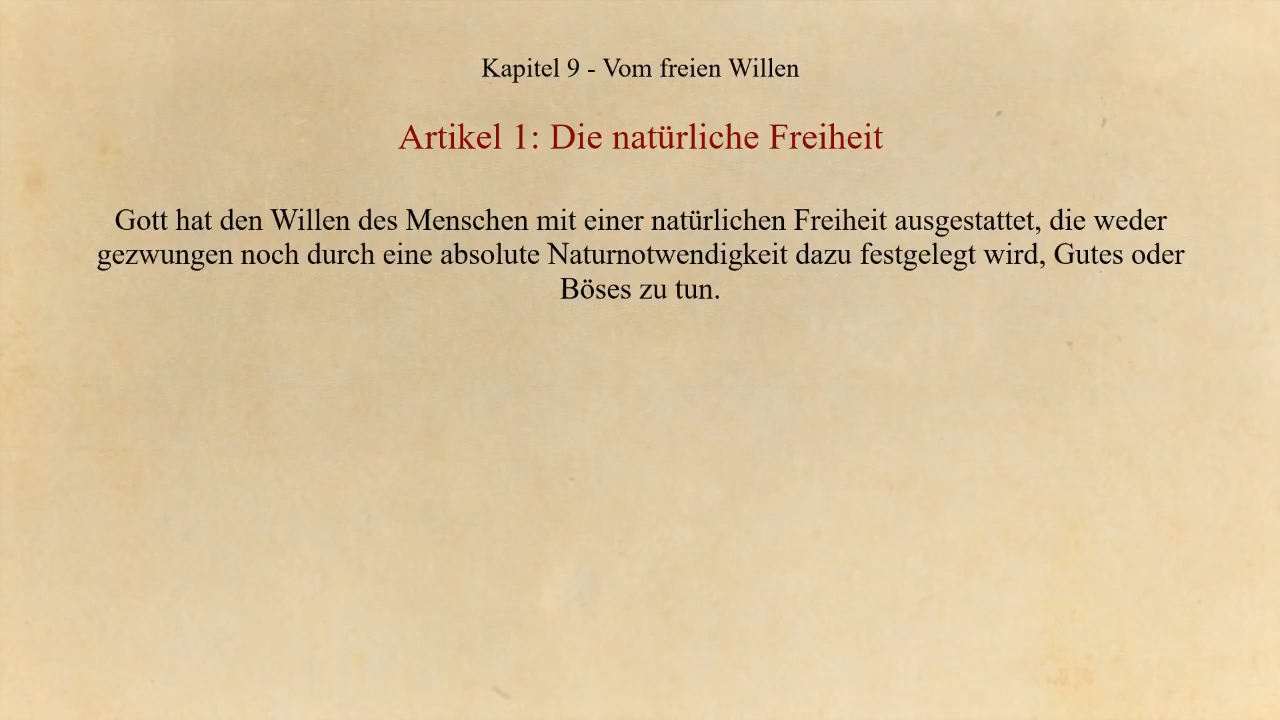 Kapitel 9 - Vom freien Willen
Artikel 1: Die natürliche Freiheit
Gott hat den Willen des Menschen mit einer natürlichen Freiheit ausgestattet, die weder
gezwungen noch durch eine absolute Naturnotwendigkeit dazu festgelegt wird, Gutes oder
Böses zu tun.